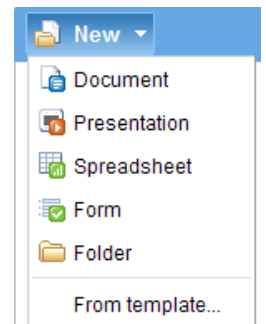 New
Document
Presentation
Spreadsheet
Form
Folder
From template...